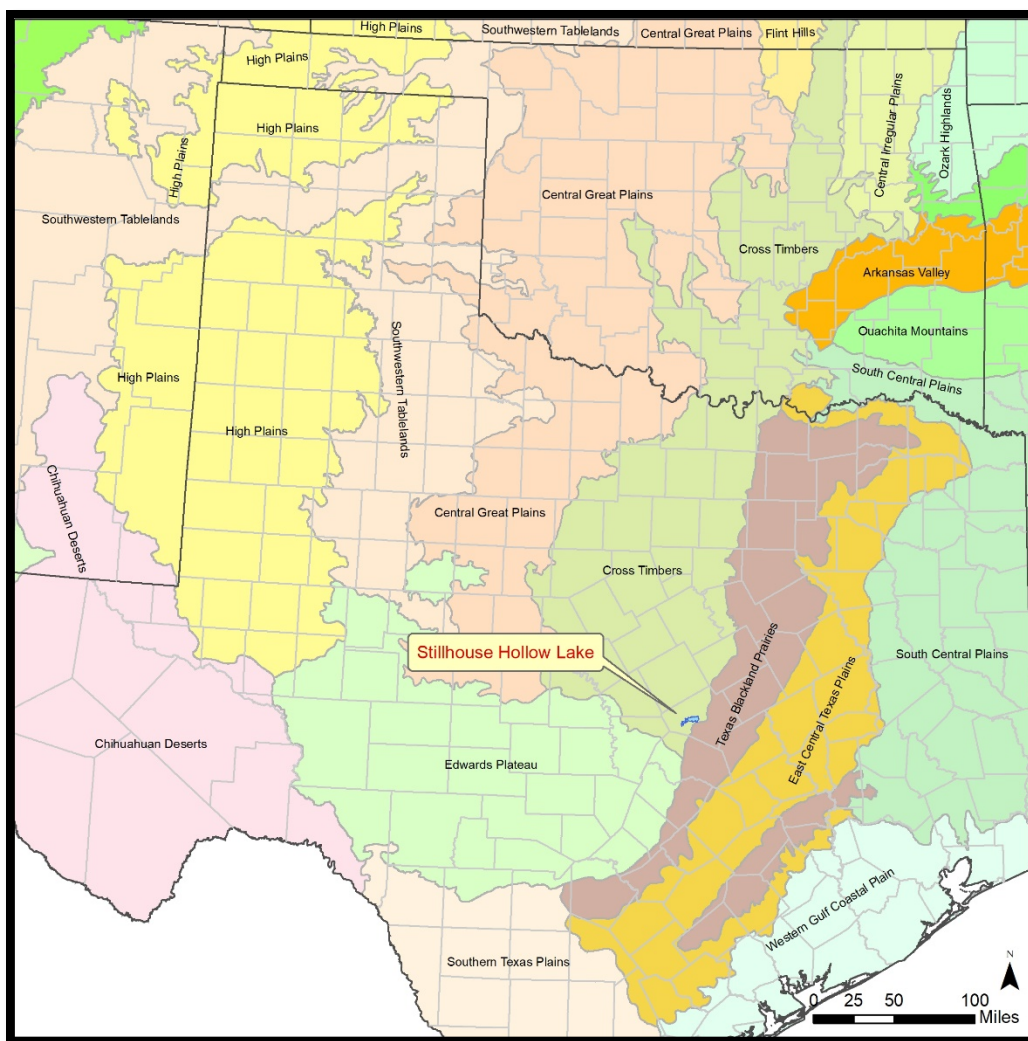 High Plains
Southwestern Tablelands
Central Great Plains
Flint Hills
High Plains
High Plains
High Plains
Central Irregular Plains
Ozark Highlands
Southwestern Tablelands
Central Great Plains
Cross Timbers
Arkansas Valley
Ouachita Mountains
South Central Plains
High Plains
High Plains
Southwestern Tablelands
Chihuahuan Deserts
Central Great Plains
Cross Timbers
Stillhouse Hollow Lake
Texas Blackland Prairies
East Central Texas Plains
South Central Plains
Chihuahuan Deserts
Edwards Plateau
Western Gulf Coastal Plain
Southern Texas Plains
N
0 25 50 100
Miles